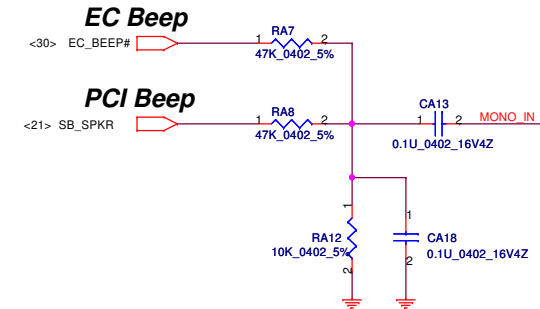 EC Beep
RA7
<30> EC_BEEP#
1
2
47K_0402_5%
PCI Beep
RA8
<21> SB_SPKR
1
2
47K_0402_5%
CA13
1
2
MONO_IN
0.1U_0402_16V4Z
1
RA12
10K_0402_5%
2
1
CA18
0.1U_0402_16V4Z
2